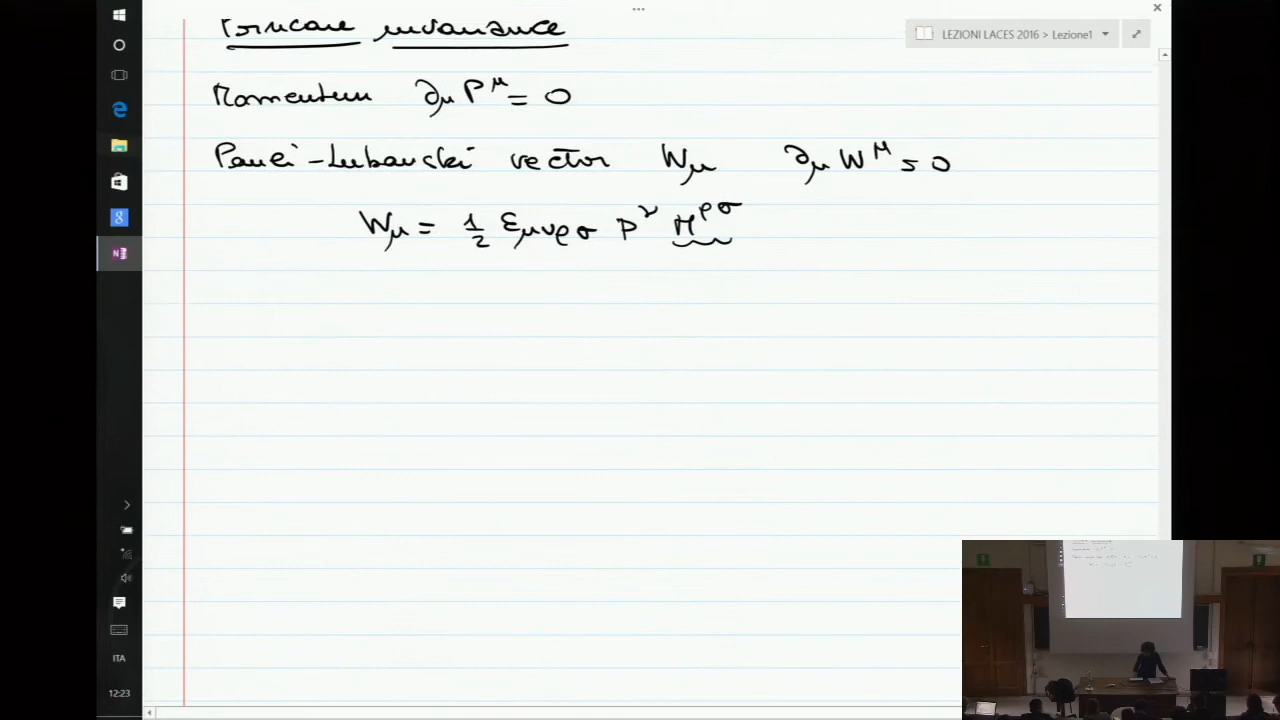 Poincaré invariance
LEZIONI LACES 2016 > Lezione1
Momentum ∂μ P^μ = 0
Pauli-Lubanski vector Wμ ∂μ W^μ = 0
Wμ = 1/2 εμνρσ P^ν M^ρσ
ITA
12:23